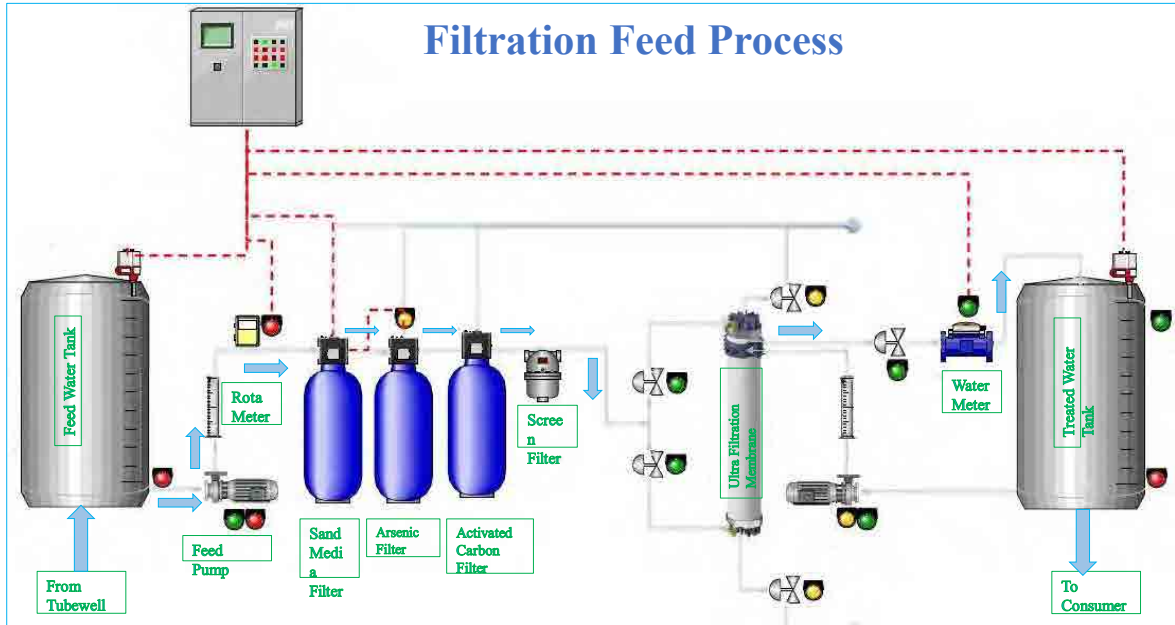 Filtration Feed Process
Feed Water Tank
Rota
Meter
Feed
Pump
From
Tubewell
Sand
Medi
a
Filter
Arsenic
Filter
Activated
Carbon
Filter
Scree
n
Filter
Ultra Filtration
Membrane
Water
Meter
Treated Water
Tank
To
Consumer